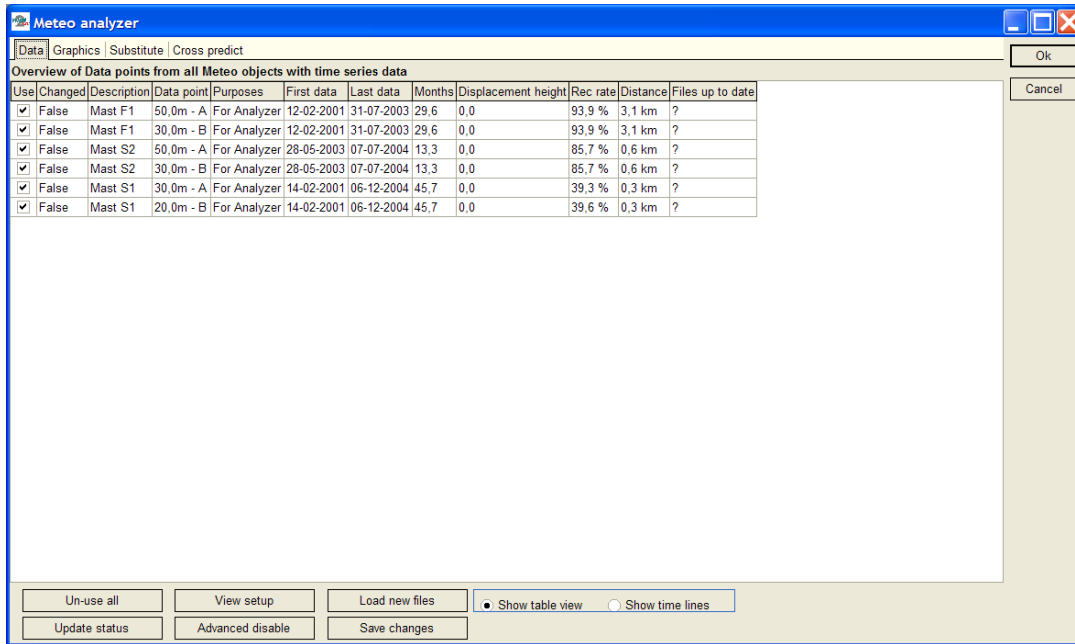 Meteo analyzer
Data Graphics Substitute Cross predict
Ok
Overview of Data points from all Meteo objects with time series data
Use Changed Description Data point Purposes First data Last data Months Displacement height Rec rate Distance Files up to date
Cancel
False Mast F1 50,0m - A For Analyzer 12-02-2001 31-07-2003 29,6 0,0 93,9 % 3,1 km ?
False Mast F1 30,0m - B For Analyzer 12-02-2001 31-07-2003 29,6 0,0 93,9 % 3,1 km ?
False Mast S2 50,0m - A For Analyzer 28-05-2003 07-07-2004 13,3 0,0 85,7 % 0,6 km ?
False Mast S2 30,0m - B For Analyzer 28-05-2003 07-07-2004 13,3 0,0 85,7 % 0,6 km ?
False Mast S1 30,0m - A For Analyzer 14-02-2001 06-12-2004 45,7 0,0 39,3 % 0,3 km ?
False Mast S1 20,0m - B For Analyzer 14-02-2001 06-12-2004 45,7 0,0 39,6 % 0,3 km ?
Un-use all View setup Load new files Show table view Show time lines
Update status Advanced disable Save changes